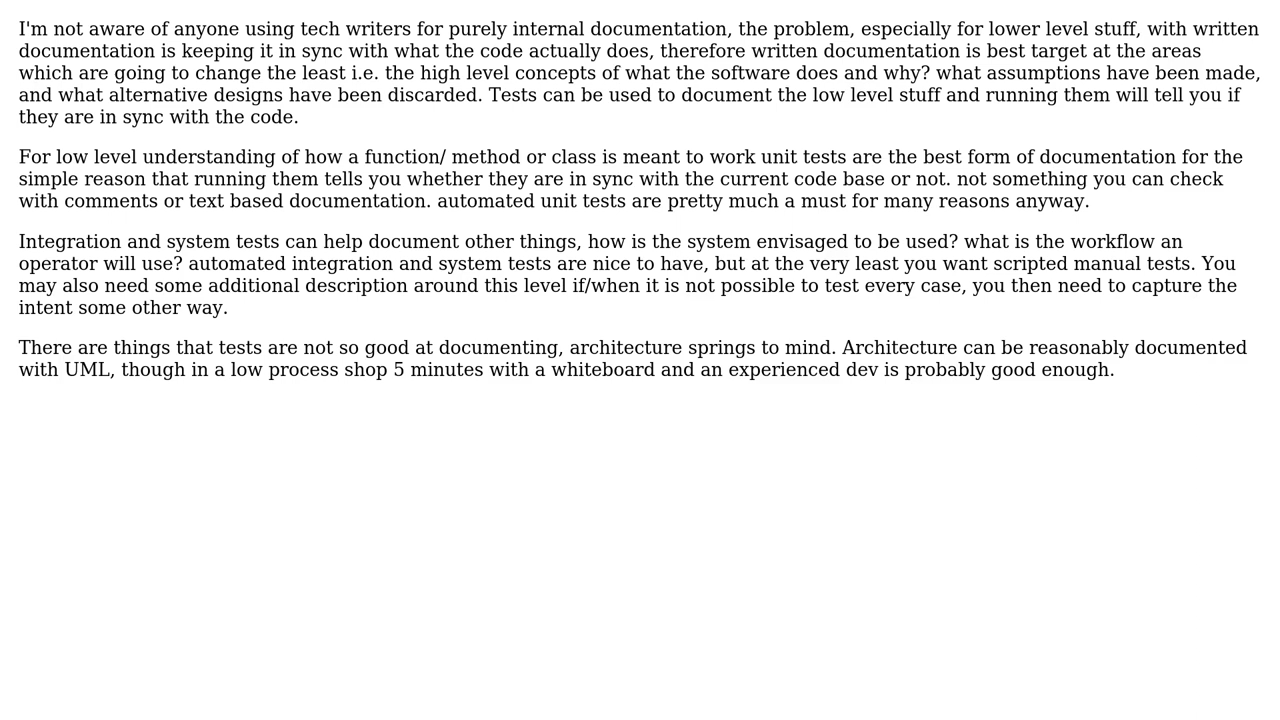 I'm not aware of anyone using tech writers for purely internal documentation, the problem, especially for lower level stuff, with written
documentation is keeping it in sync with what the code actually does, therefore written documentation is best target at the areas
which are going to change the least i.e. the high level concepts of what the software does and why? what assumptions have been made,
and what alternative designs have been discarded. Tests can be used to document the low level stuff and running them will tell you if
they are in sync with the code.
For low level understanding of how a function/ method or class is meant to work unit tests are the best form of documentation for the
simple reason that running them tells you whether they are in sync with the current code base or not. not something you can check
with comments or text based documentation. automated unit tests are pretty much a must for many reasons anyway.
Integration and system tests can help document other things, how is the system envisaged to be used? what is the workflow an
operator will use? automated integration and system tests are nice to have, but at the very least you want scripted manual tests. You
may also need some additional description around this level if/when it is not possible to test every case, you then need to capture the
intent some other way.
There are things that tests are not so good at documenting, architecture springs to mind. Architecture can be reasonably documented
with UML, though in a low process shop 5 minutes with a whiteboard and an experienced dev is probably good enough.